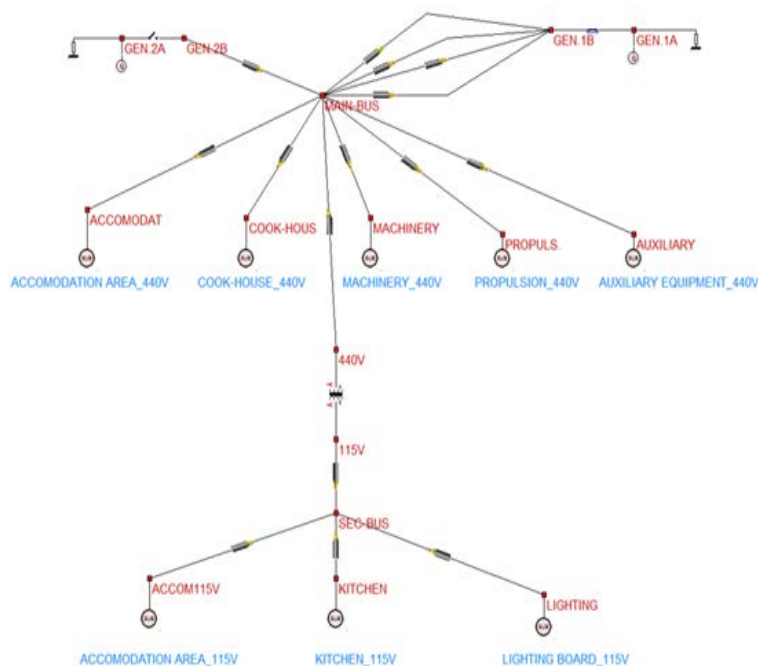 GEN.2A
GEN.2B
GEN.1B
GEN.1A
MAIN-BUS
ACCOMODAT
COOK-HOUS
MACHINERY
PROPULS.
AUXILIARY
ACCOMODATION AREA_440V
COOK-HOUSE_440V
MACHINERY_440V
PROPULSION_440V
AUXILIARY EQUIPMENT_440V
440V
115V
SEC-BUS
ACCOM115V
KITCHEN
LIGHTING
ACCOMODATION AREA_115V
KITCHEN_115V
LIGHTING BOARD_115V